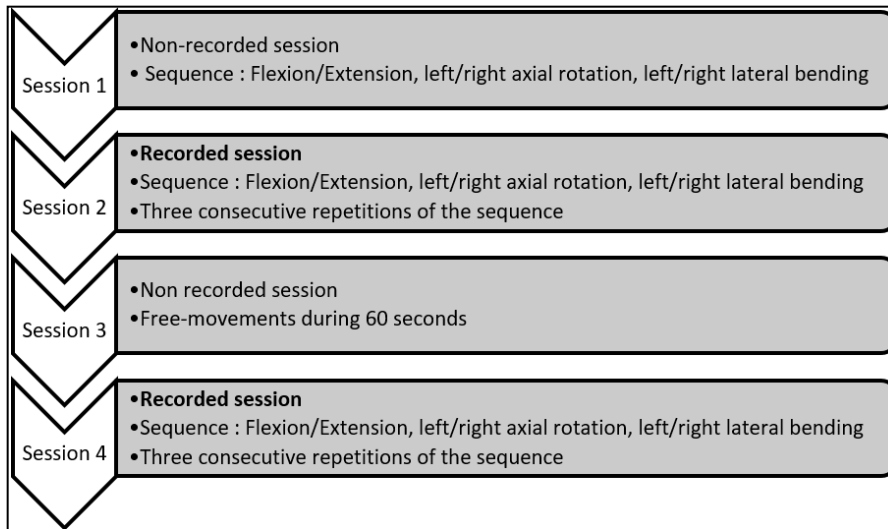 Session 1
•Non-recorded session
• Sequence : Flexion/Extension, left/right axial rotation, left/right lateral bending
Session 2
•Recorded session
•Sequence : Flexion/Extension, left/right axial rotation, left/right lateral bending
•Three consecutive repetitions of the sequence
Session 3
•Non recorded session
•Free-movements during 60 seconds
Session 4
•Recorded session
•Sequence : Flexion/Extension, left/right axial rotation, left/right lateral bending
•Three consecutive repetitions of the sequence